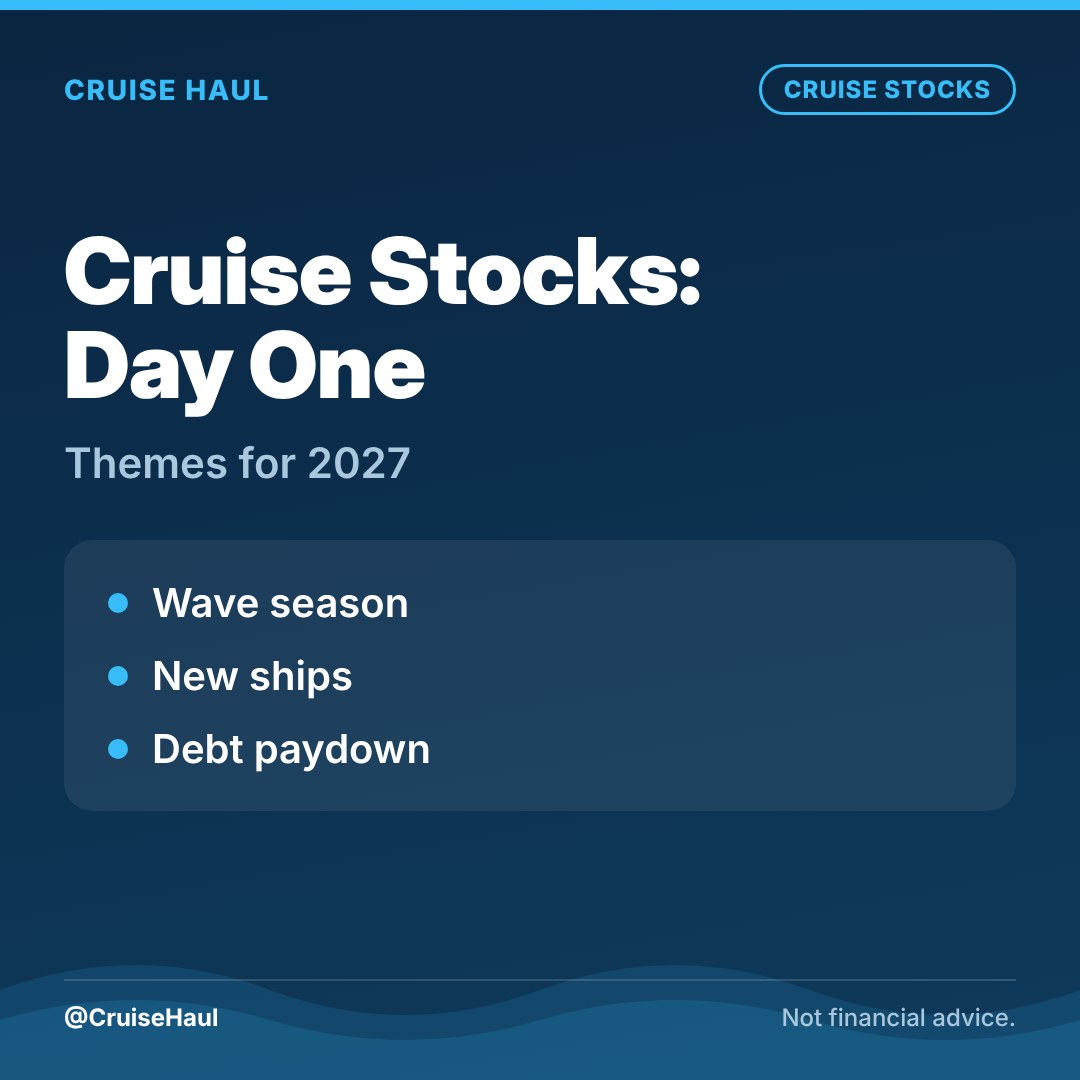 CRUISE HAUL
CRUISE STOCKS
Cruise Stocks:
Day One
Themes for 2027
Wave season
New ships
Debt paydown
@CruiseHaul
Not financial advice.